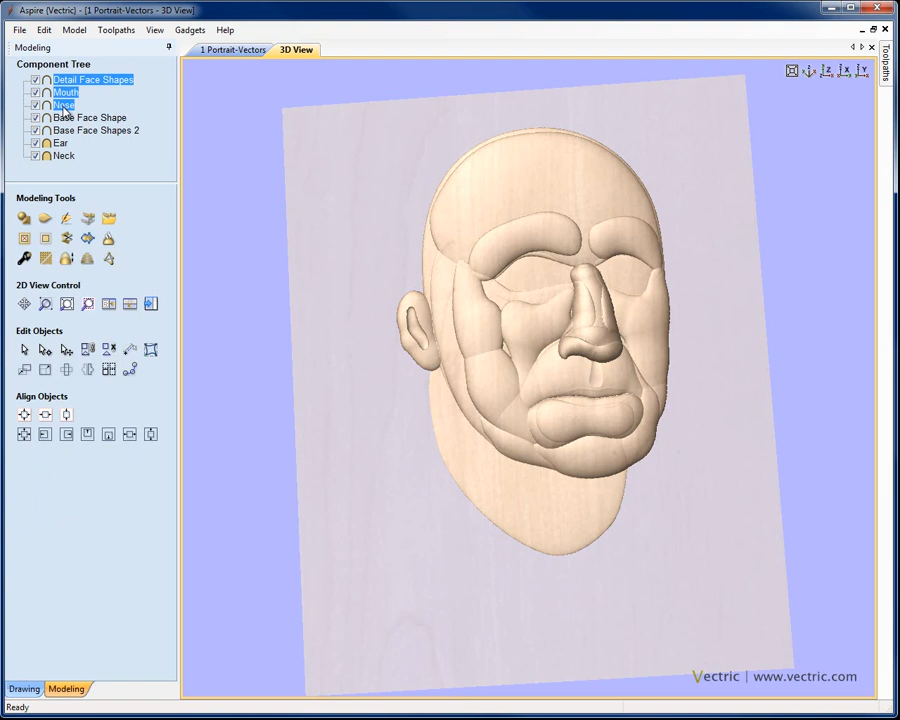 Aspire [Vectric] - [1 Portrait-Vectors - 3D View]
File Edit Model Toolpaths View Gadgets Help
Modeling
1 Portrait-Vectors 3D View
Toolpaths
Component Tree
Detail Face Shapes
Mouth
Nose
Base Face Shape
Base Face Shapes 2
Ear
Neck
Modeling Tools
2D View Control
Edit Objects
Align Objects
Z X Y
Vectric | www.vectric.com
Drawing Modeling
Ready